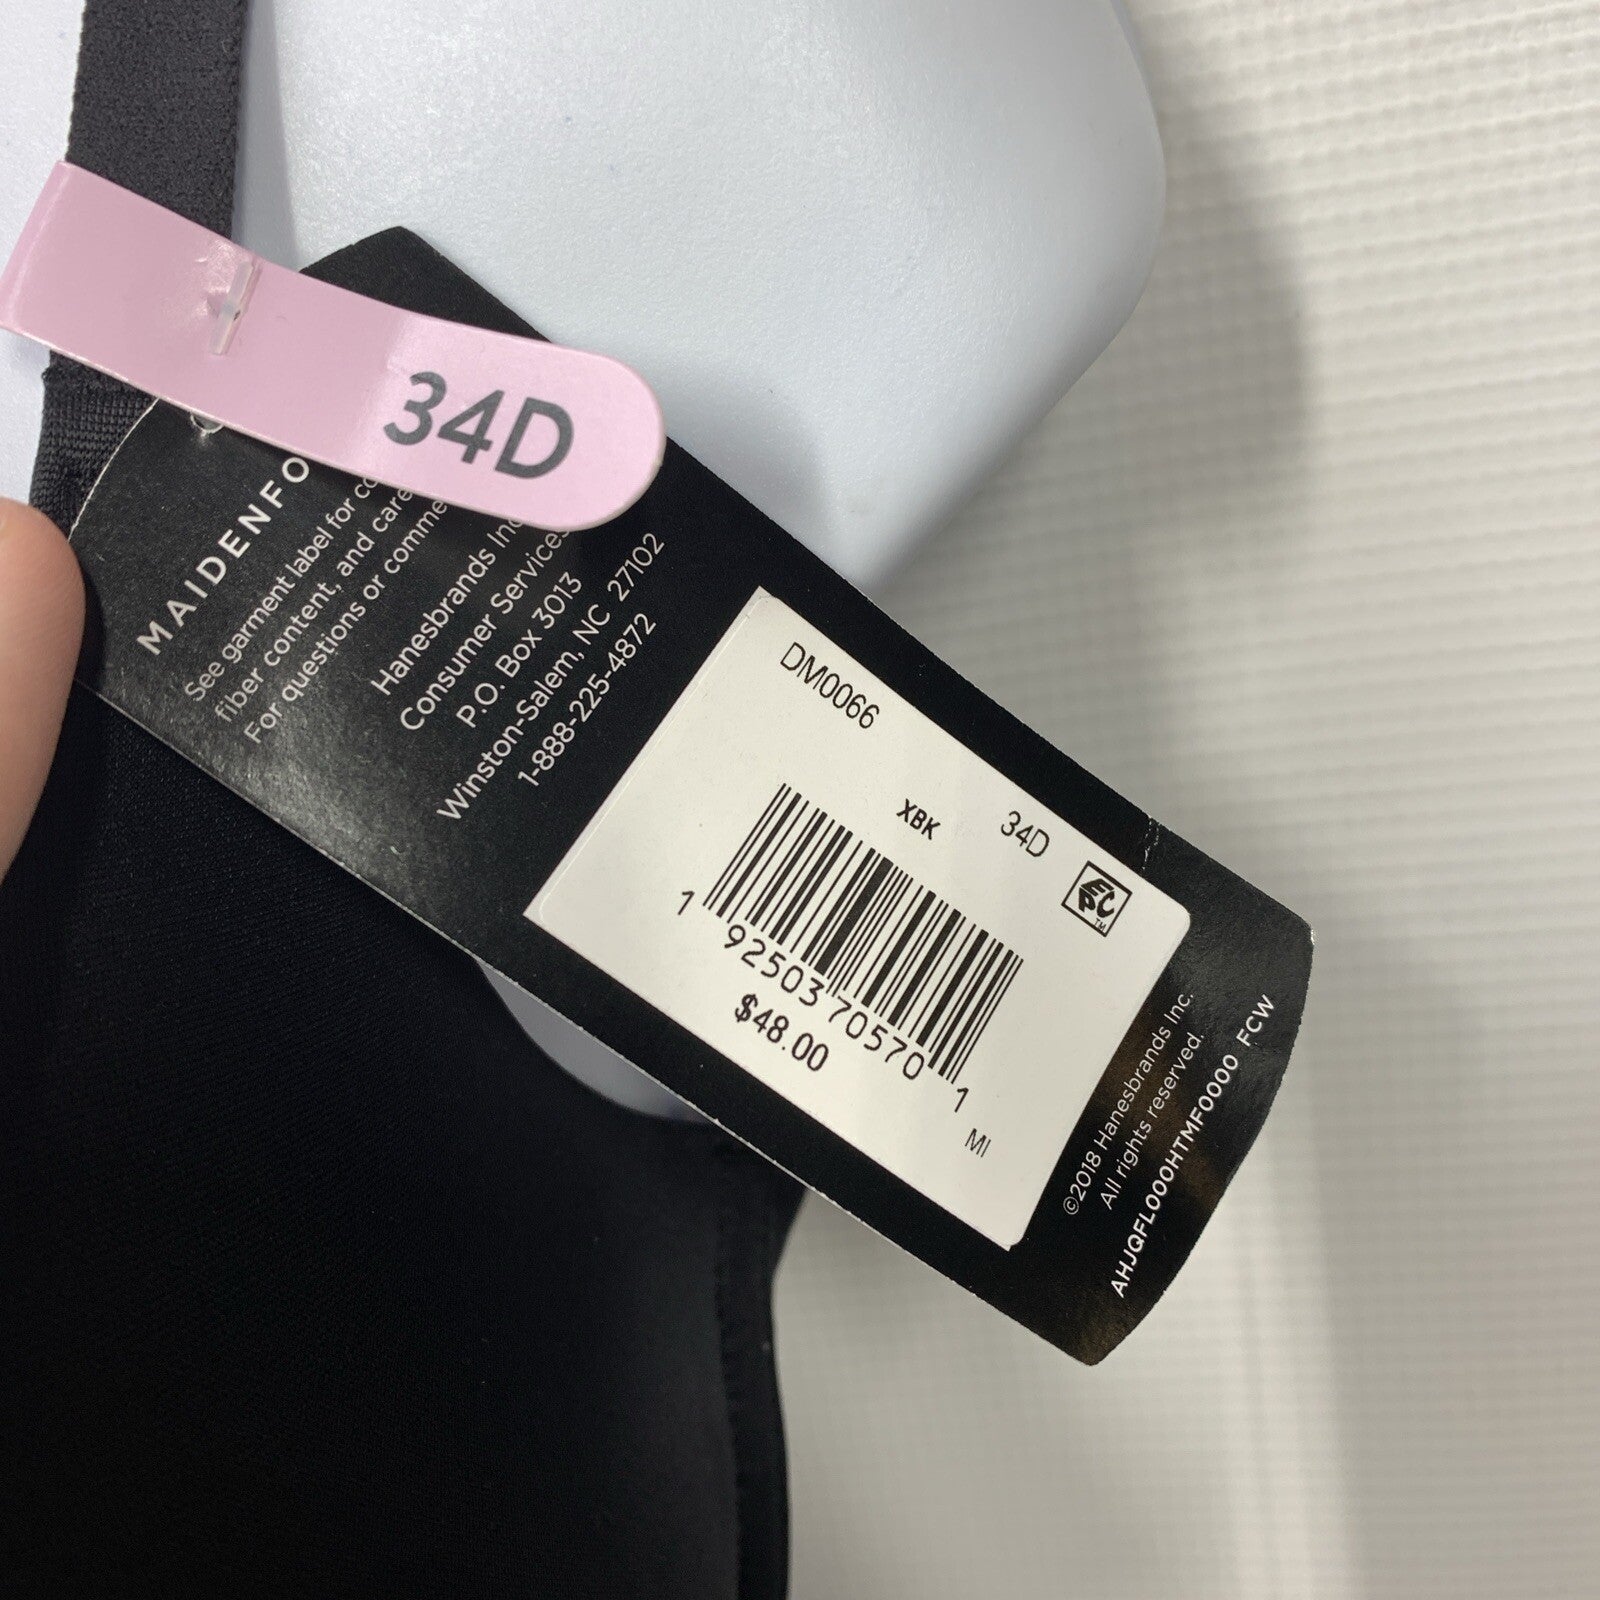 34D
MAIDENFO
See garment label for co
fiber content, and care
For questions or comme
Hanesbrands Inc
Consumer Services
P.O. Box 3013
Winston-Salem, NC 27102
1-888-225-4872
DM0066
XBK 34D
EPC TM
1 92503 70570 1
$48.00
MI
©2018 Hanesbrands Inc.
All rights reserved.
AHJQFL000HTMF0000 FCW